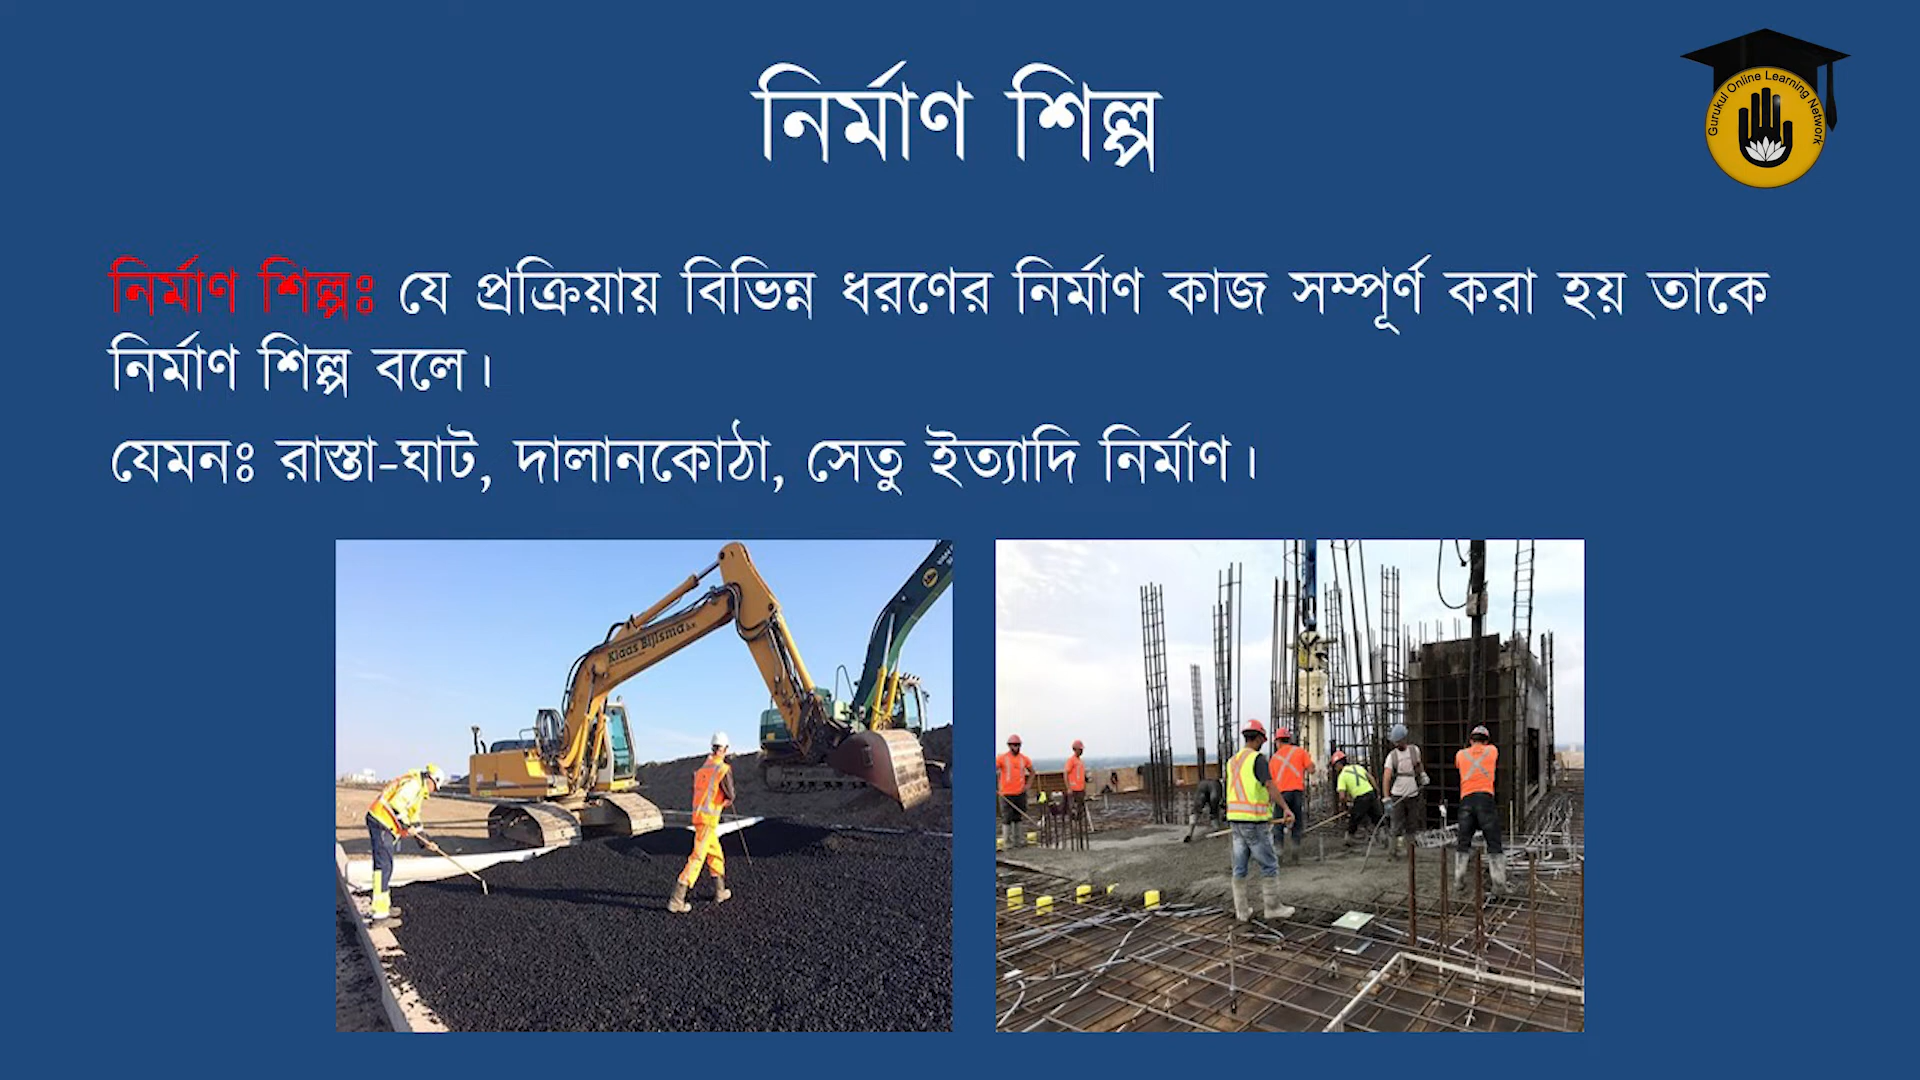 নির্মাণ শিল্প
Gurukul Online Learning Network
নির্মাণ শিল্পঃ যে প্রক্রিয়ায় বিভিন্ন ধরণের নির্মাণ কাজ সম্পূর্ণ করা হয় তাকে
নির্মাণ শিল্প বলে।
যেমনঃ রাস্তা-ঘাট, দালানকোঠা, সেতু ইত্যাদি নির্মাণ।
Klaas Bijlsma b.v.